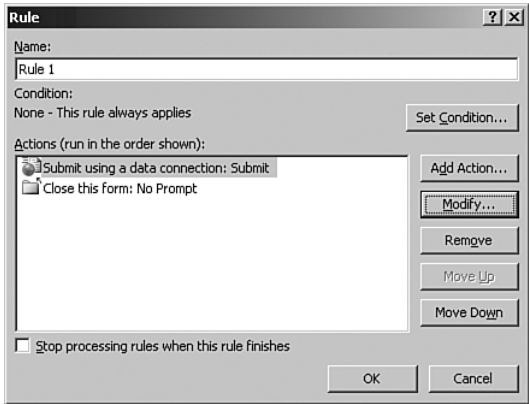 Rule
Name:
Rule 1
Condition:
None - This rule always applies
Set Condition...
Actions (run in the order shown):
Submit using a data connection: Submit
Close this form: No Prompt
Add Action...
Modify...
Remove
Move Up
Move Down
Stop processing rules when this rule finishes
OK
Cancel